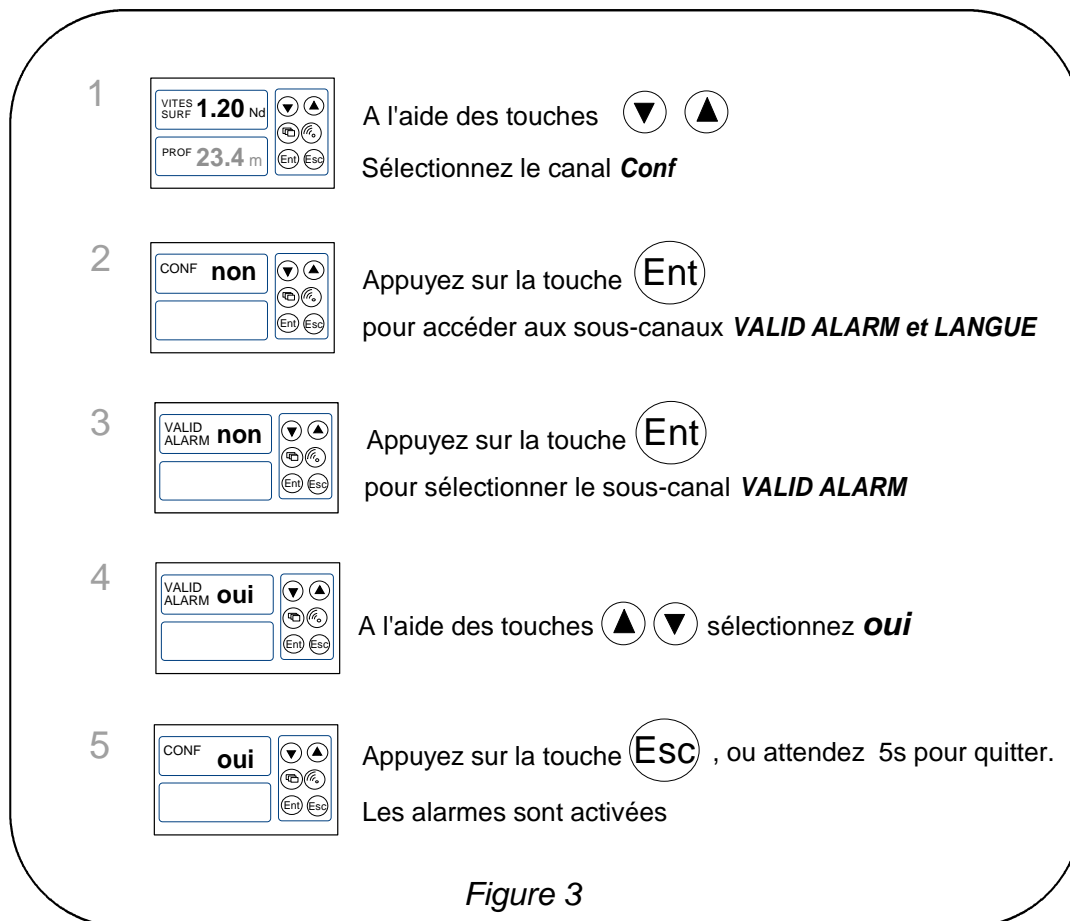 1
VITES
SURF 1.20 Nd
PROF 23.4 m
Ent Esc
A l'aide des touches
Sélectionnez le canal Conf
2
CONF non
Ent Esc
Appuyez sur la touche Ent
pour accéder aux sous-canaux VALID ALARM et LANGUE
3
VALID
ALARM non
Ent Esc
Appuyez sur la touche Ent
pour sélectionner le sous-canal VALID ALARM
4
VALID
ALARM oui
Ent Esc
A l'aide des touches sélectionnez oui
5
CONF oui
Ent Esc
Appuyez sur la touche Esc , ou attendez 5s pour quitter.
Les alarmes sont activées
Figure 3